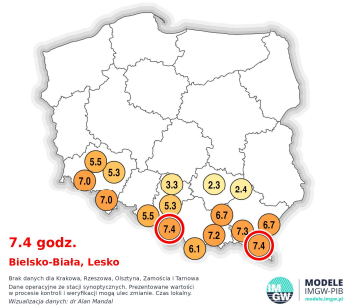 5.5
5.3
7.0
7.0
3.3
2.3
2.4
5.3
5.5
7.4
6.7
6.7
7.2
7.3
7.4
6.1
7.4 godz.
Bielsko-Biała, Lesko
Brak danych dla Krakowa, Rzeszowa, Olsztyna, Zamościa i Tarnowa
Dane operacyjne ze stacji synoptycznych. Prezentowane wartości
w procesie kontroli i weryfikacji mogą ulec zmianie. Czas lokalny.
Wizualizacja danych: dr Alan Mandal
IM
GW
MODELE
IMGW-PIB
modele.imgw.pl